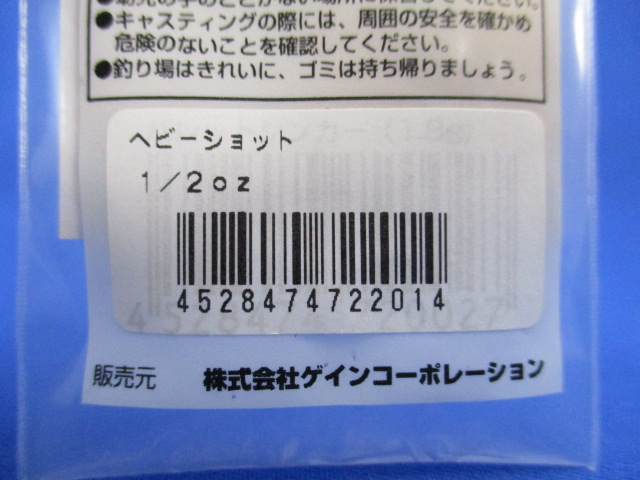 ●キャスティングの際には、周囲の安全を確かめ
危険のないことを確認してください。
●釣り場はきれいに、ゴミは持ち帰りましょう。
ヘビーショット
1/2oz
4528474722014
販売元 株式会社ゲインコーポレーション